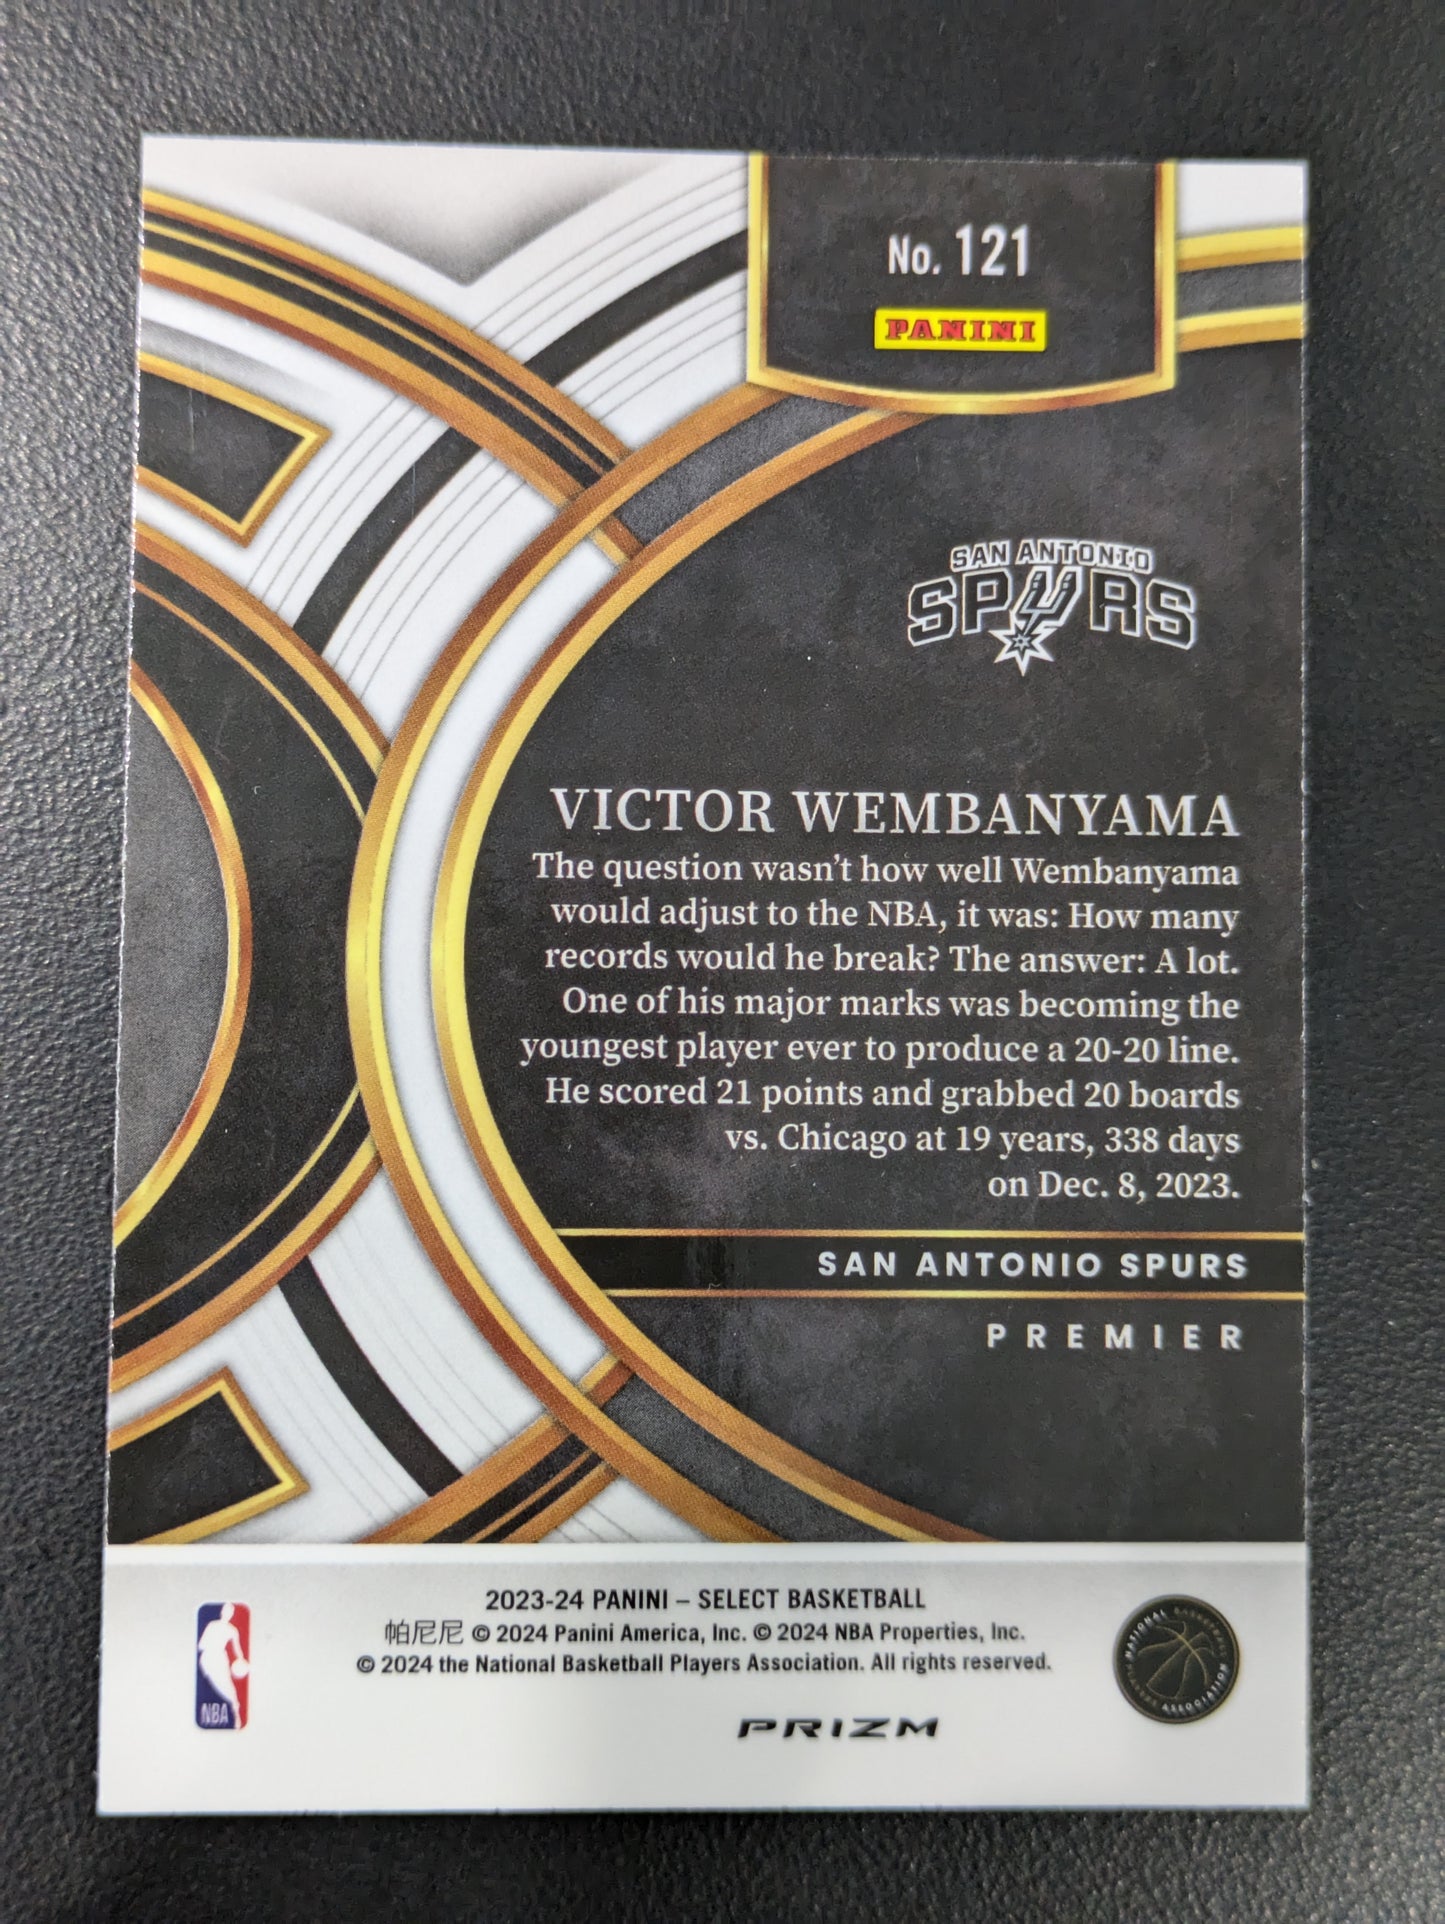 No. 121
PANINI
SAN ANTONIO
SPURS
VICTOR WEMBANYAMA
The question wasn't how well Wembanyama
would adjust to the NBA, it was: How many
records would he break? The answer: A lot.
One of his major marks was becoming the
youngest player ever to produce a 20-20 line.
He scored 21 points and grabbed 20 boards
vs. Chicago at 19 years, 338 days
on Dec. 8, 2023.
SAN ANTONIO SPURS
PREMIER
2023-24 PANINI – SELECT BASKETBALL
帕尼尼 © 2024 Panini America, Inc. © 2024 NBA Properties, Inc.
© 2024 the National Basketball Players Association. All rights reserved.
NBA
NATIONAL BASKETBALL
PLAYERS ASSOCIATION
PRIZM